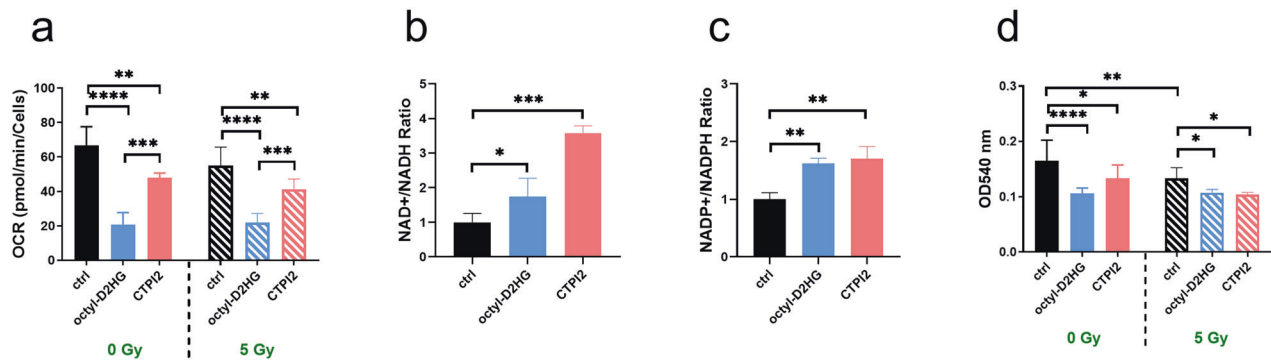 a
b
c
d
OCR (pmol/min/Cells)
100
80
60
40
20
0
**
****
***
**
****
***
ctrl
octyl-D2HG
CTPI2
ctrl
octyl-D2HG
CTPI2
0 Gy
5 Gy
NAD+/NADH Ratio
5
4
3
2
1
0
***
*
ctrl
octyl-D2HG
CTPI2
NADP+/NADPH Ratio
3
2
1
0
**
**
ctrl
octyl-D2HG
CTPI2
OD540 nm
0.3
0.2
0.1
0.0
**
*
****
*
*
ctrl
octyl-D2HG
CTPI2
ctrl
octyl-D2HG
CTPI2
0 Gy
5 Gy